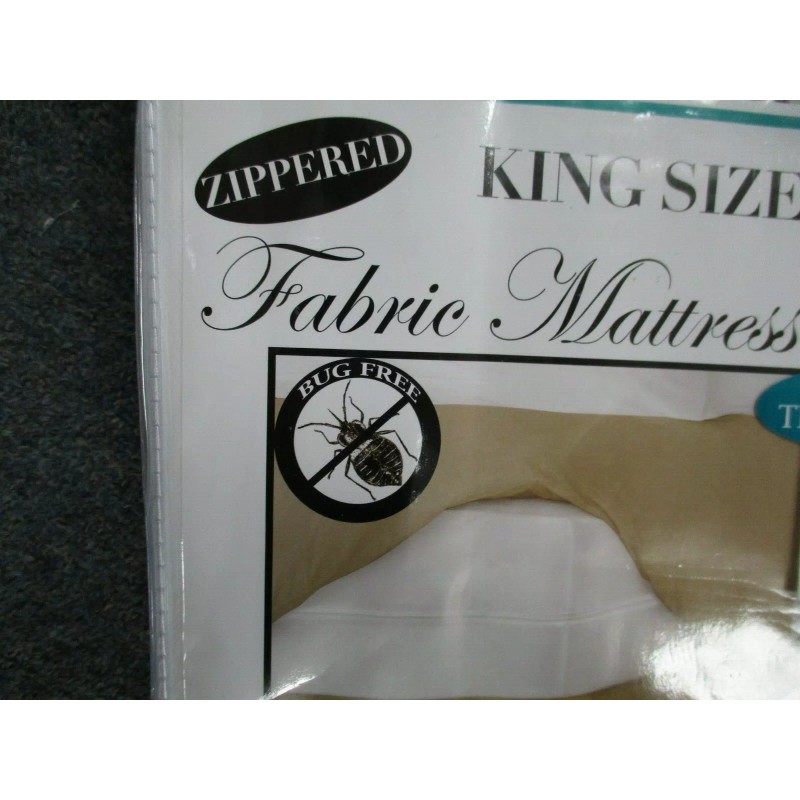 ZIPPERED
KING SIZE
Fabric Mattress
BUG FREE